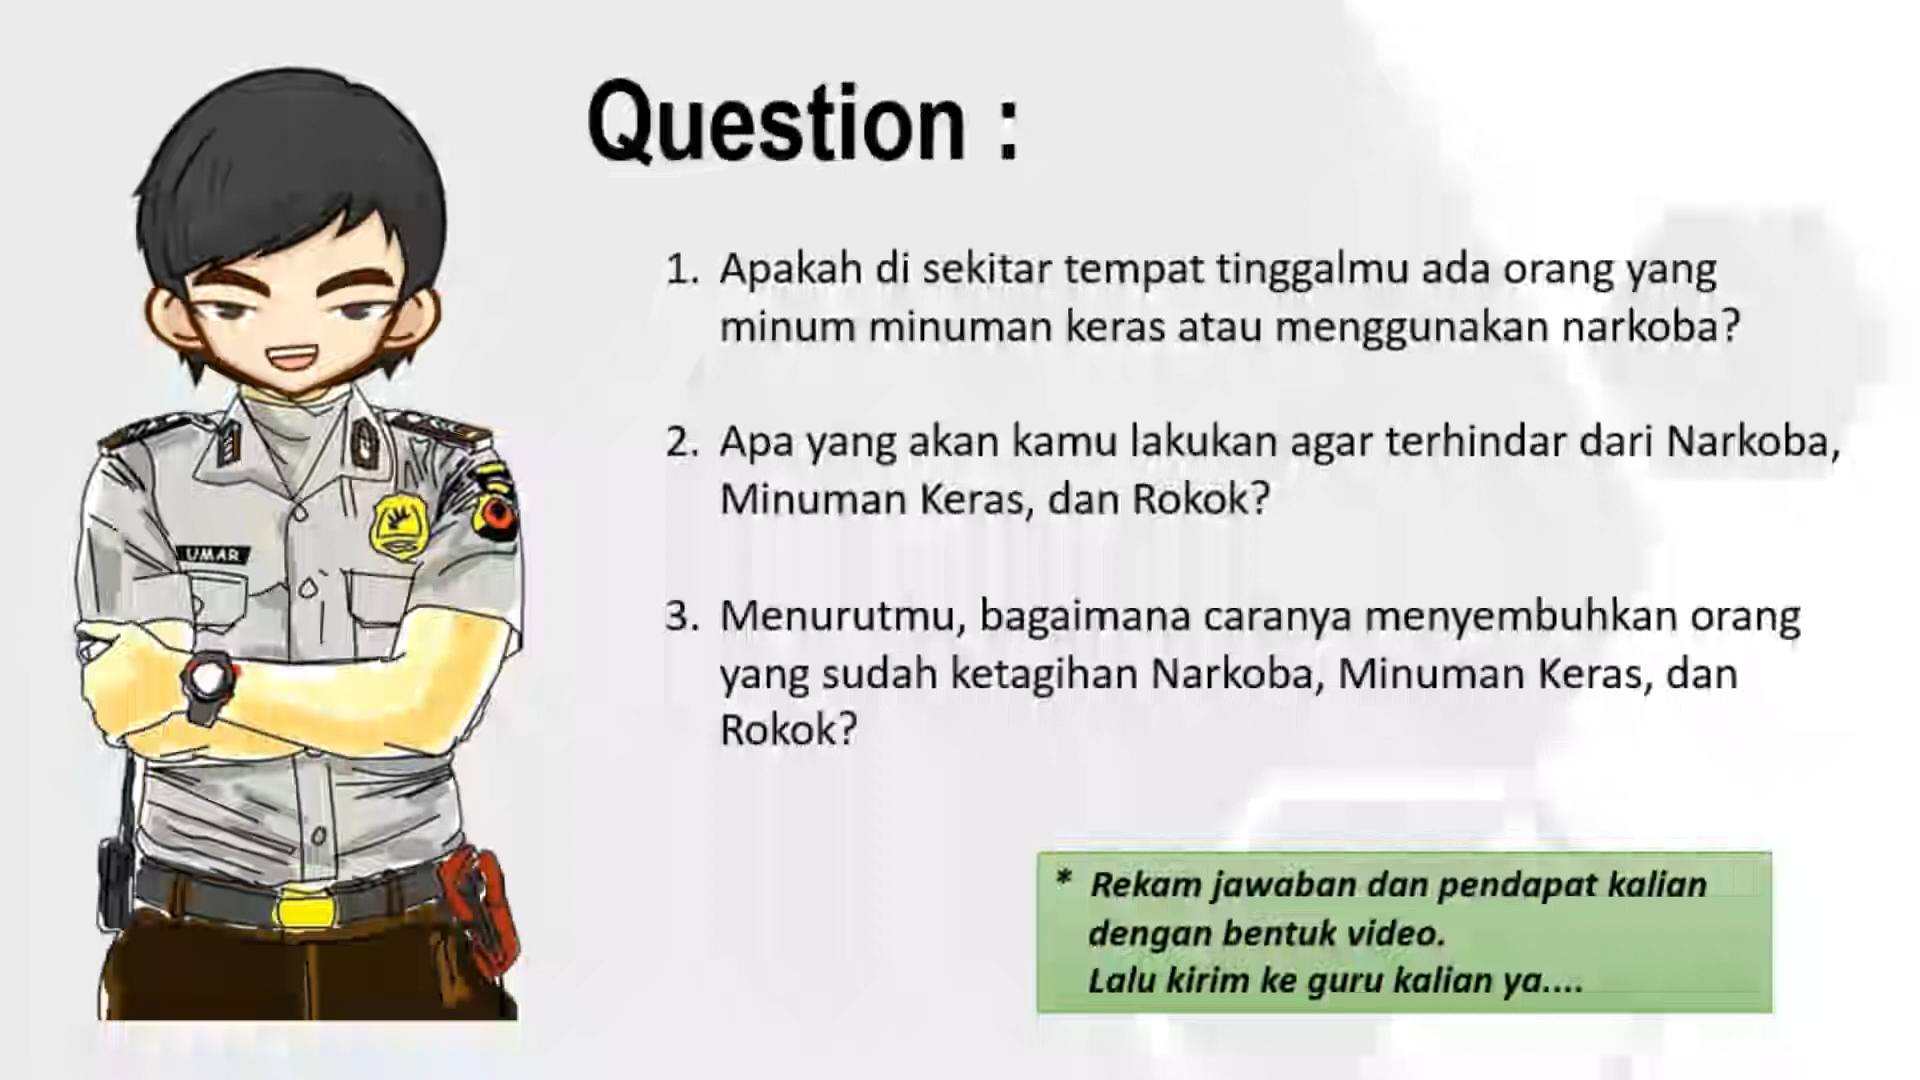 Question :
1. Apakah di sekitar tempat tinggalmu ada orang yang
minum minuman keras atau menggunakan narkoba?
2. Apa yang akan kamu lakukan agar terhindar dari Narkoba,
Minuman Keras, dan Rokok?
3. Menurutmu, bagaimana caranya menyembuhkan orang
yang sudah ketagihan Narkoba, Minuman Keras, dan
Rokok?
UMAR
* Rekam jawaban dan pendapat kalian
dengan bentuk video.
Lalu kirim ke guru kalian ya....